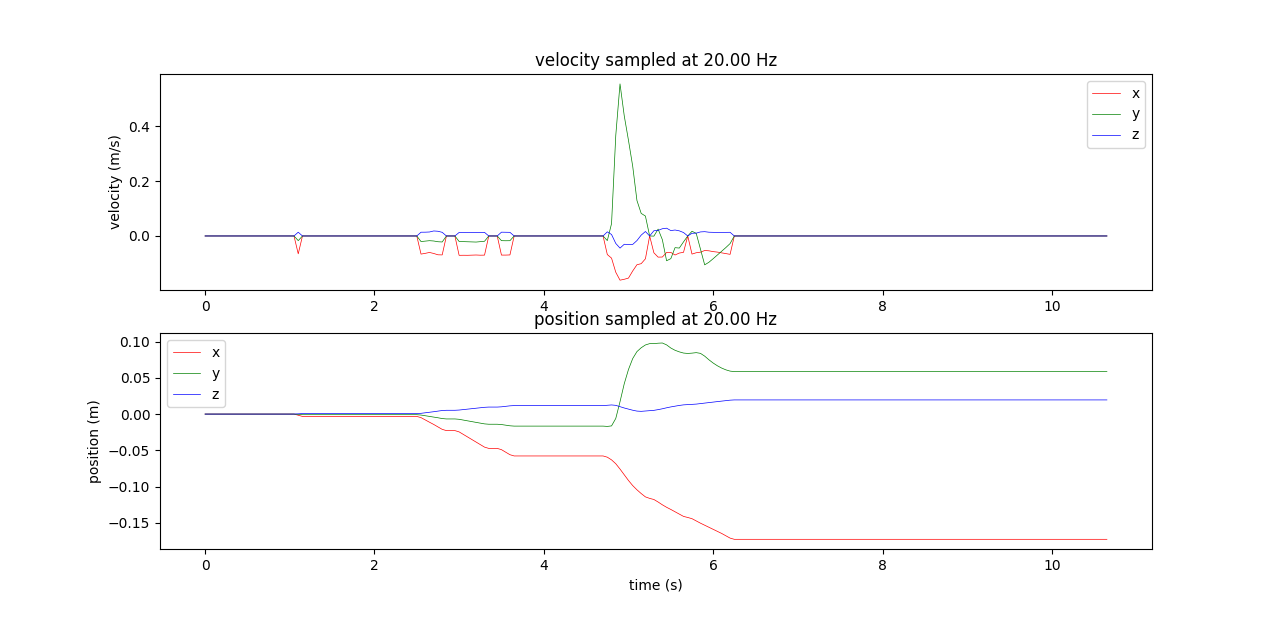 velocity sampled at 20.00 Hz
velocity (m/s)
0.4
0.2
0.0
x
y
z
0 2 4 6 8 10
position sampled at 20.00 Hz
position (m)
0.10
0.05
0.00
−0.05
−0.10
−0.15
x
y
z
0 2 4 6 8 10
time (s)